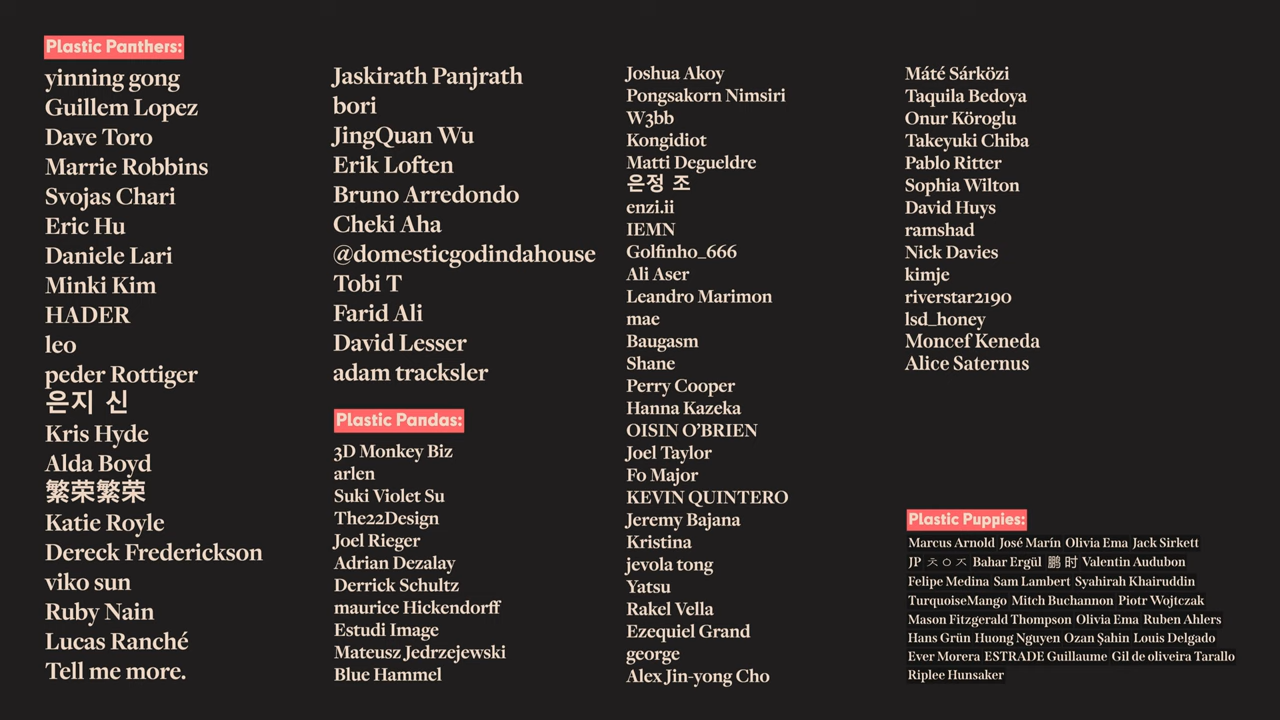 Plastic Panthers:
yinning gong
Guillem Lopez
Dave Toro
Marrie Robbins
Svojas Chari
Eric Hu
Daniele Lari
Minki Kim
HADER
leo
peder Rottiger
은지 신
Kris Hyde
Alda Boyd
繁荣繁荣
Katie Royle
Dereck Frederickson
viko sun
Ruby Nain
Lucas Ranché
Tell me more.
Jaskirath Panjrath
bori
JingQuan Wu
Erik Loften
Bruno Arredondo
Cheki Aha
@domesticgodindahouse
Tobi T
Farid Ali
David Lesser
adam tracksler
Plastic Pandas:
3D Monkey Biz
arlen
Suki Violet Su
The22Design
Joel Rieger
Adrian Dezalay
Derrick Schultz
maurice Hickendorff
Estudi Image
Mateusz Jedrzejewski
Blue Hammel
Joshua Akoy
Pongsakorn Nimsiri
W3bb
Kongidiot
Matti Degueldre
은정 조
enzi.ii
IEMN
Golfinho_666
Ali Aser
Leandro Marimon
mae
Baugasm
Shane
Perry Cooper
Hanna Kazeka
OISIN O’BRIEN
Joel Taylor
Fo Major
KEVIN QUINTERO
Jeremy Bajana
Kristina
jevola tong
Yatsu
Rakel Vella
Ezequiel Grand
george
Alex Jin-yong Cho
Máté Sárközi
Taquila Bedoya
Onur Köroglu
Takeyuki Chiba
Pablo Ritter
Sophia Wilton
David Huys
ramshad
Nick Davies
kimje
riverstar2190
lsd_honey
Moncef Keneda
Alice Saternus
Plastic Puppies:
Marcus Arnold José Marín Olivia Ema Jack Sirkett
JP ㅊㅇㅈ Bahar Ergül 鹏 时 Valentin Audubon
Felipe Medina Sam Lambert Syahirah Khairuddin
TurquoiseMango Mitch Buchannon Piotr Wojtczak
Mason Fitzgerald Thompson Olivia Ema Ruben Ahlers
Hans Grün Huong Nguyen Ozan Şahin Louis Delgado
Ever Morera ESTRADE Guillaume Gil de oliveira Tarallo
Riplee Hunsaker